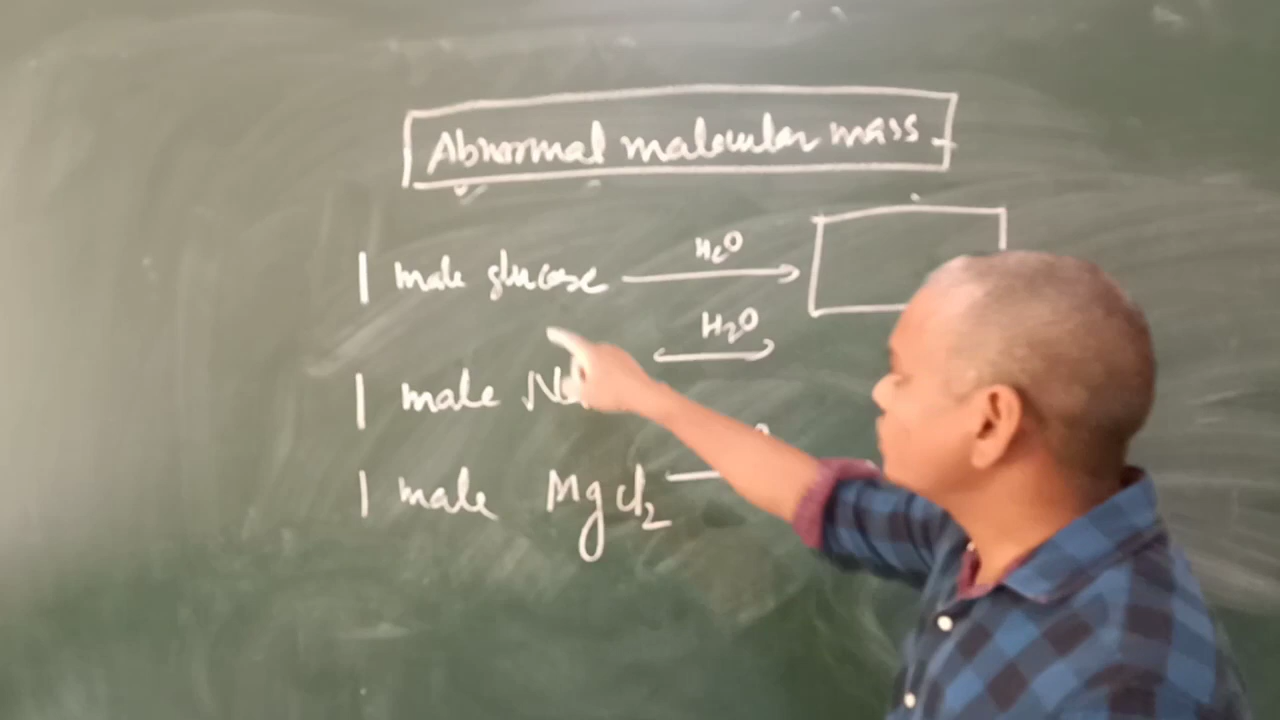 Abnormal molecular mass
1 mole glucose H2O
H2O
1 mole
1 mole MgCl2